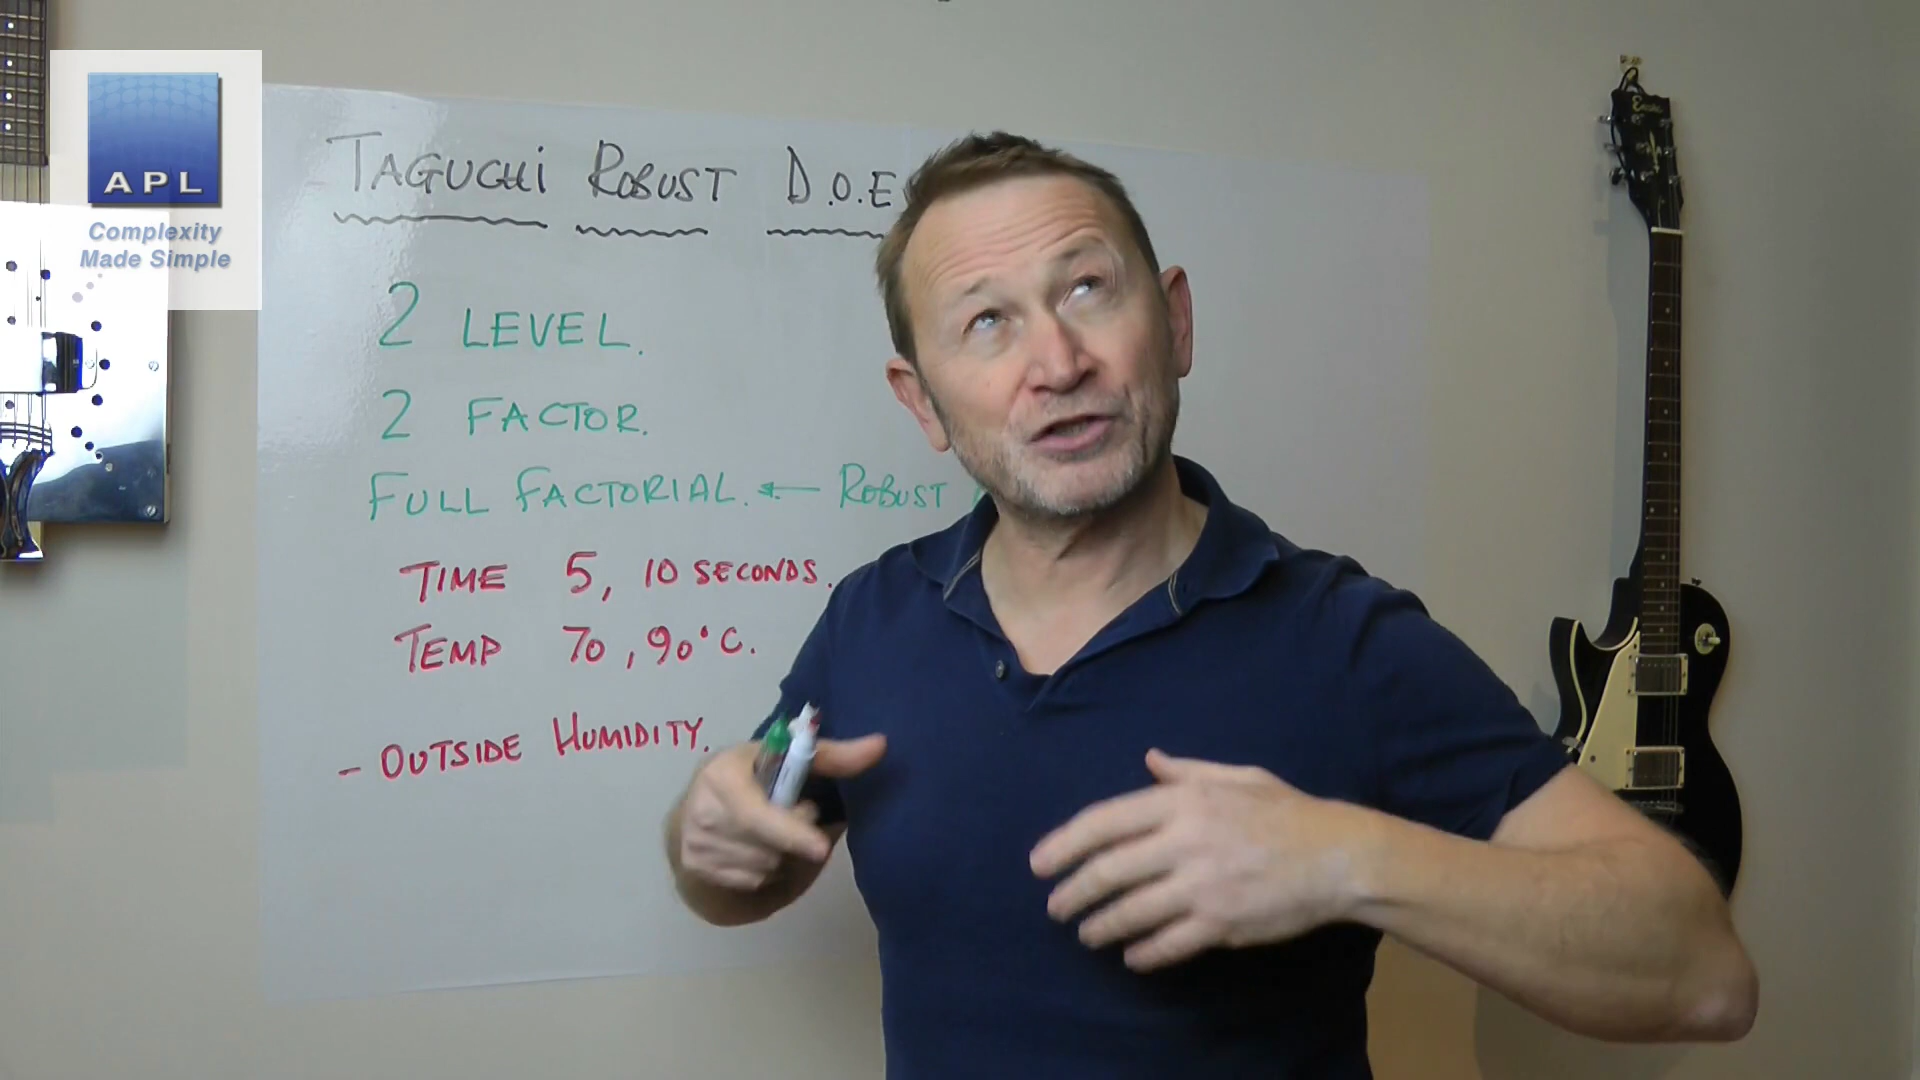 APL
Complexity
Made Simple
TAGUCHI ROBUST D.O.E
2 LEVEL.
2 FACTOR.
FULL FACTORIAL. ← ROBUST
TIME 5, 10 SECONDS.
TEMP 70, 90°C.
- OUTSIDE HUMIDITY.